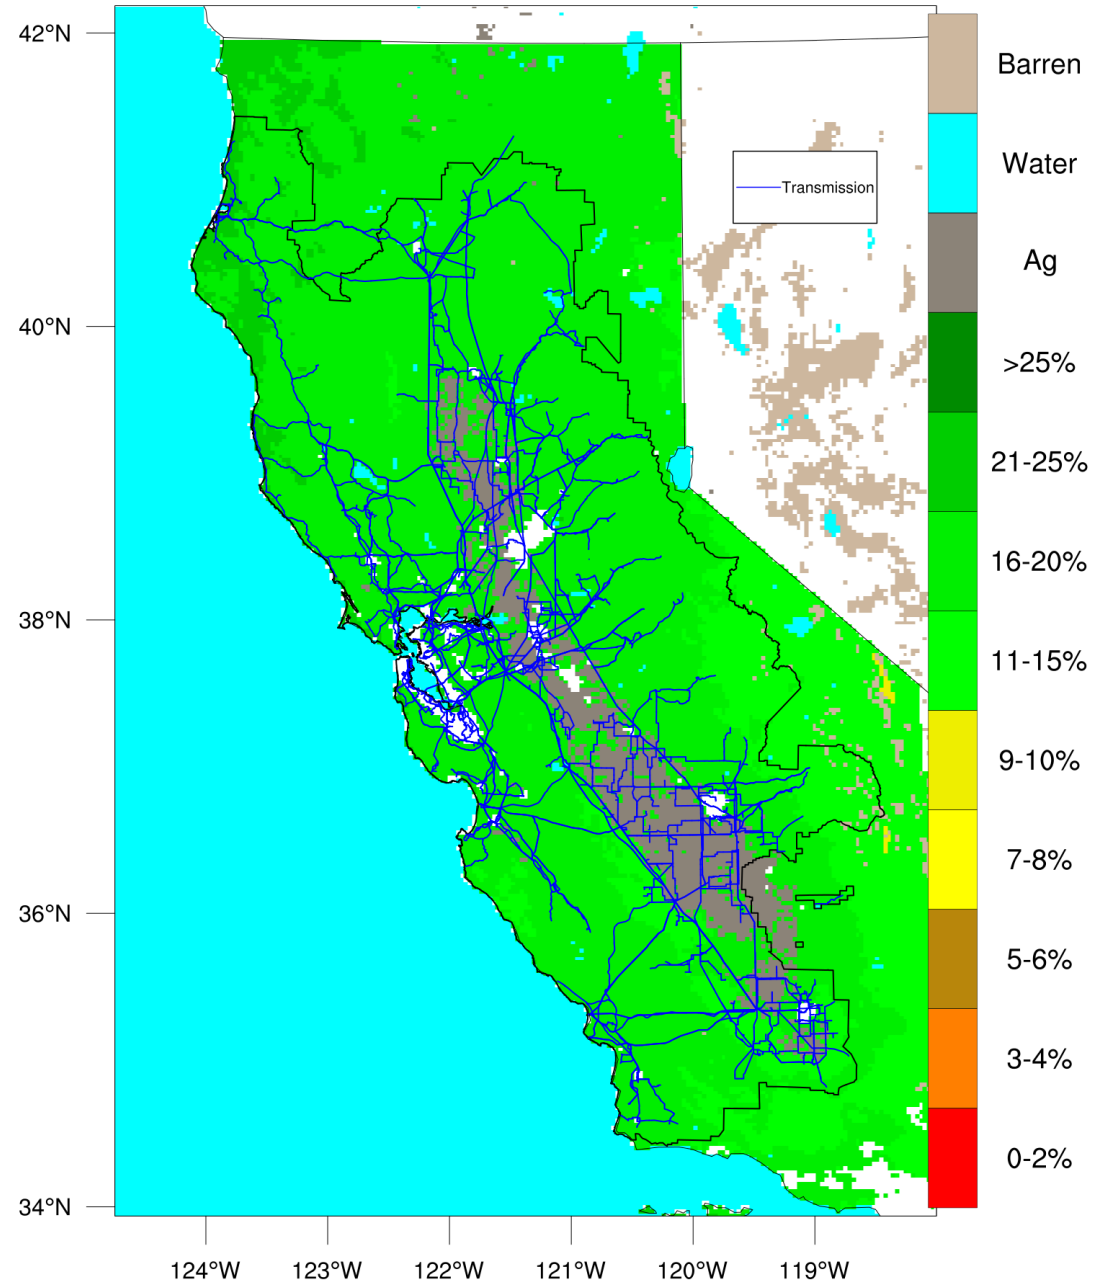 42°N
40°N
38°N
36°N
34°N
124°W
123°W
122°W
121°W
120°W
119°W
Transmission
Barren
Water
Ag
>25%
21-25%
16-20%
11-15%
9-10%
7-8%
5-6%
3-4%
0-2%